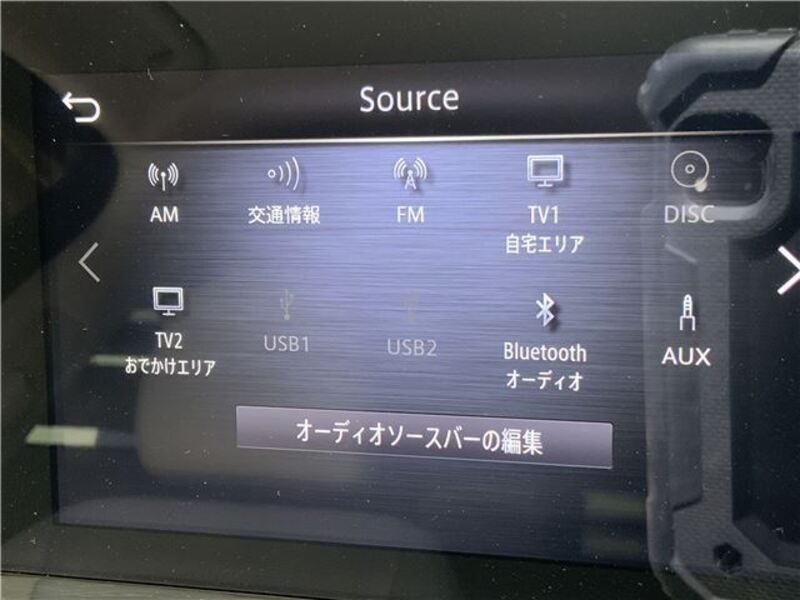 Source
AM
交通情報
FM
TV1
自宅エリア
DISC
TV2
おでかけエリア
USB1
USB2
Bluetooth
オーディオ
AUX
オーディオソースバーの編集